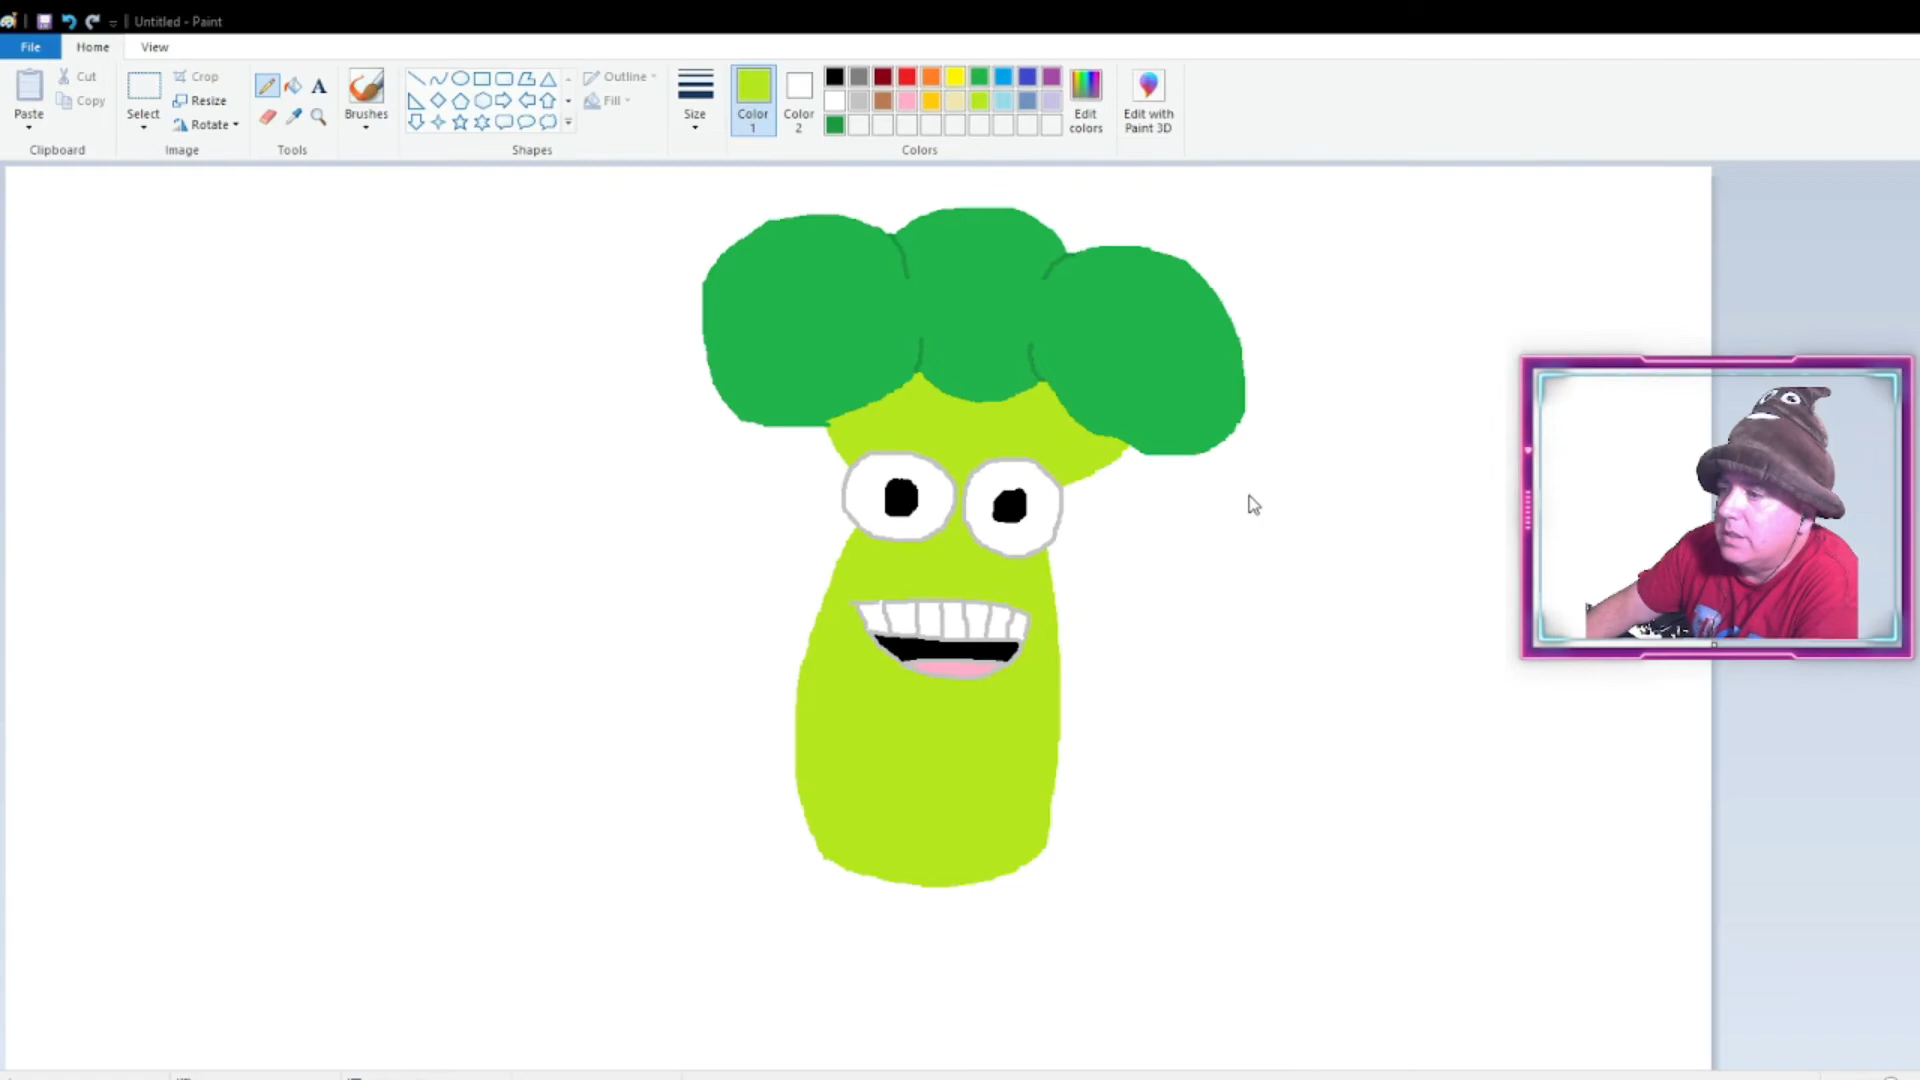 Untitled - Paint
File Home View
Paste Cut Copy Select Crop Resize Rotate Brushes Outline Fill Size Color 1 Color 2 Edit colors Edit with Paint 3D
Clipboard Image Tools Shapes Colors